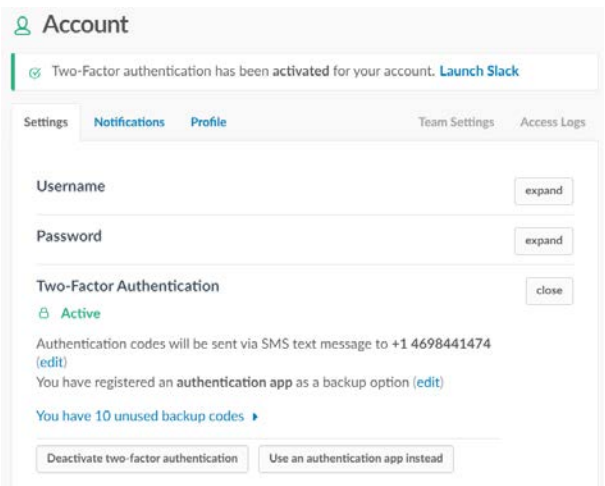 Account
Two-Factor authentication has been activated for your account. Launch Slack
Settings Notifications Profile Team Settings Access Logs
Username expand
Password expand
Two-Factor Authentication close
Active
Authentication codes will be sent via SMS text message to +1 4698441474
(edit)
You have registered an authentication app as a backup option (edit)
You have 10 unused backup codes
Deactivate two-factor authentication Use an authentication app instead